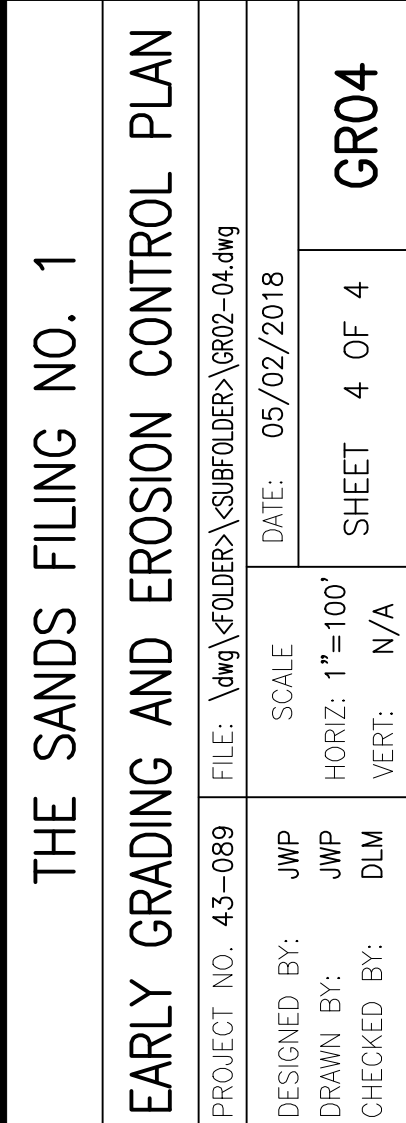 THE SANDS FILING NO. 1
EARLY GRADING AND EROSION CONTROL PLAN
PROJECT NO. 43-089
FILE: \dwg\<FOLDER>\<SUBFOLDER>\GR02-04.dwg
DESIGNED BY: JWP
DRAWN BY: JWP
CHECKED BY: DLM
SCALE
HORIZ: 1"=100'
VERT: N/A
DATE: 05/02/2018
SHEET 4 OF 4
GR04